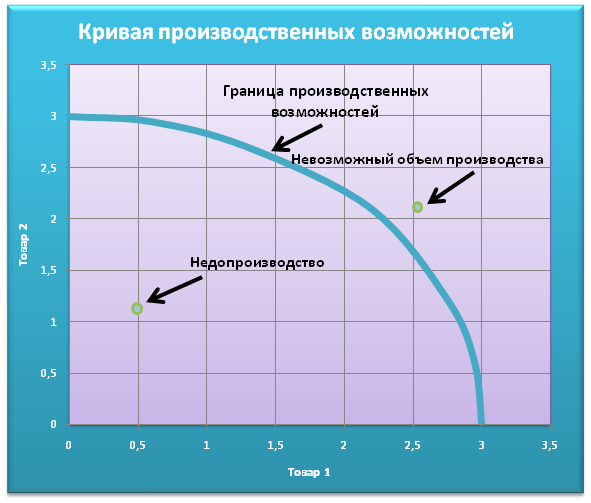 Кривая производственных возможностей
3,5
Граница производственных
возможностей
3
Невозможный объем производства
2,5
2
Товар 2
Недопроизводство
1,5
1
0,5
0
0 0,5 1 1,5 2 2,5 3 3,5
Товар 1